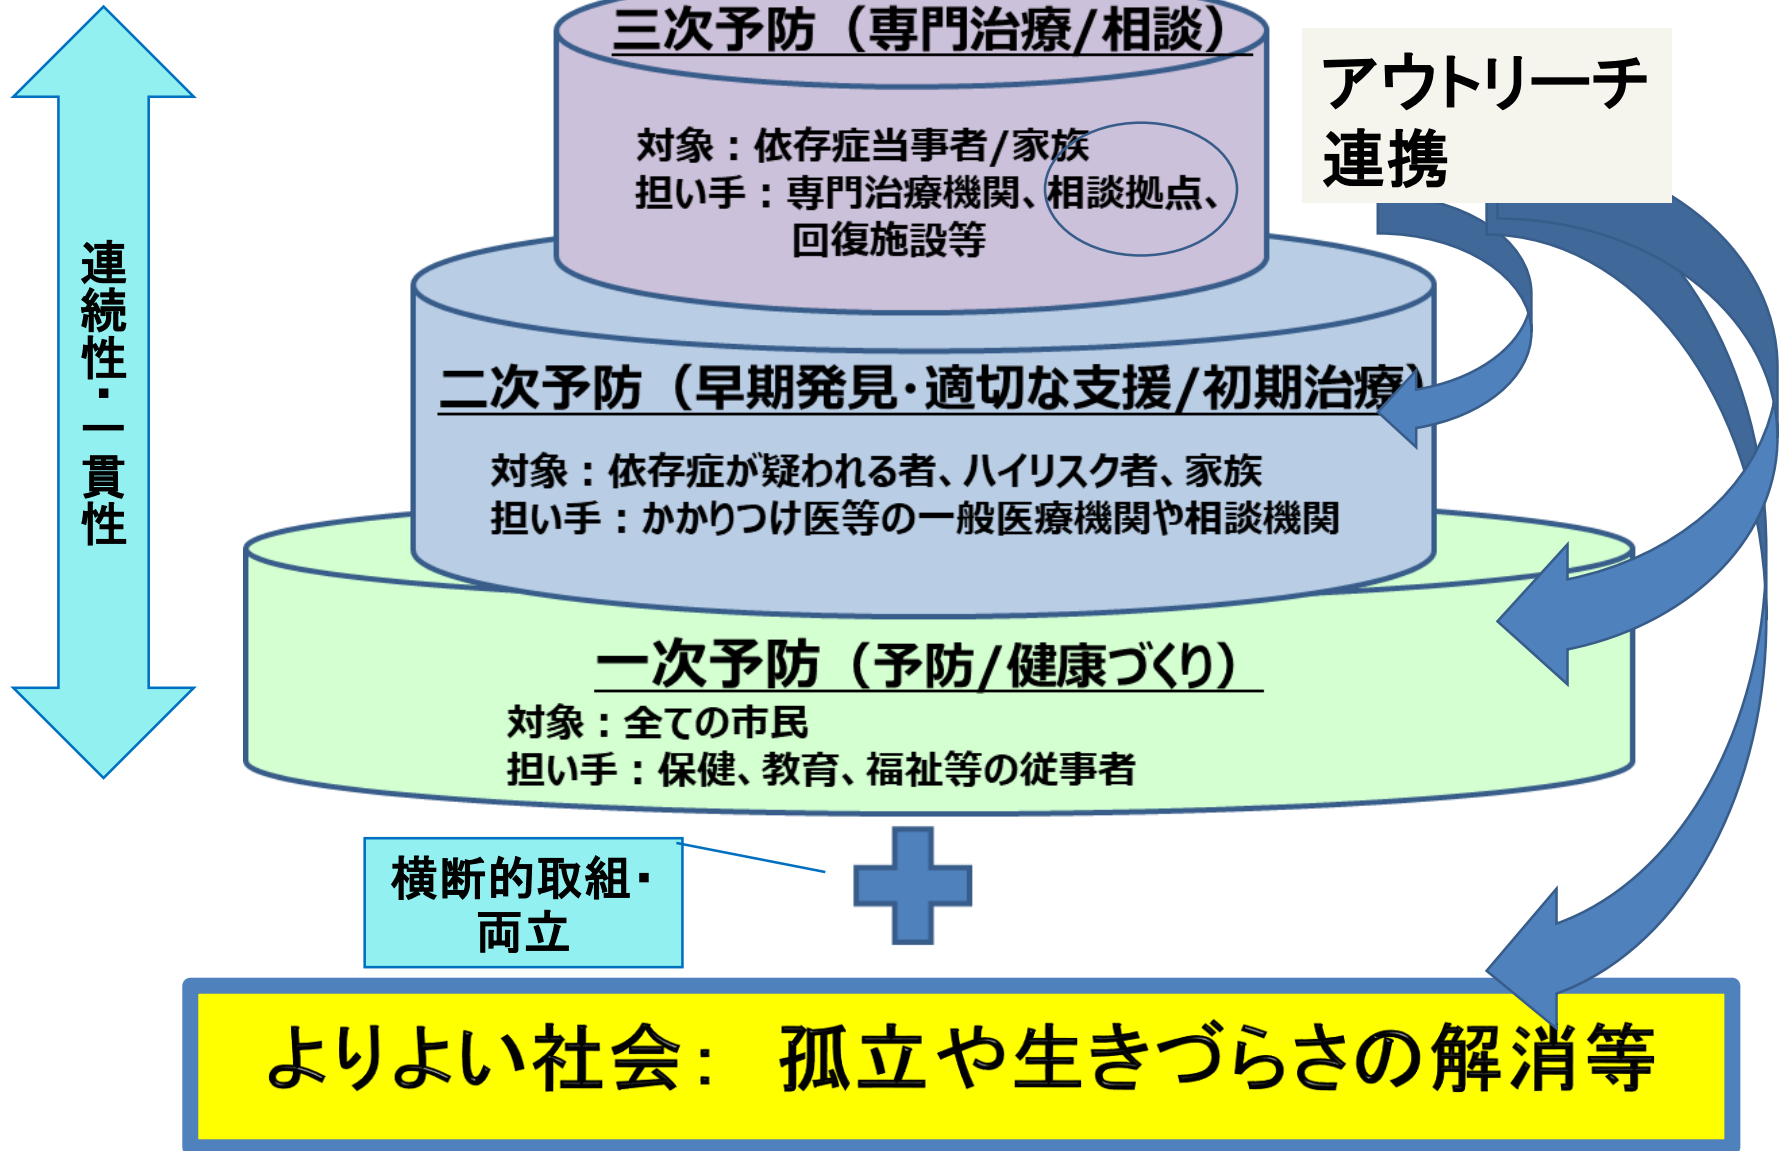 三次予防（専門治療/相談）
対象：依存症当事者/家族
担い手：専門治療機関、相談拠点、
回復施設等
アウトリーチ
連携
連続性・一貫性
二次予防（早期発見・適切な支援/初期治療）
対象：依存症が疑われる者、ハイリスク者、家族
担い手：かかりつけ医等の一般医療機関や相談機関
一次予防（予防/健康づくり）
対象：全ての市民
担い手：保健、教育、福祉等の従事者
横断的取組・
両立
よりよい社会：　孤立や生きづらさの解消等